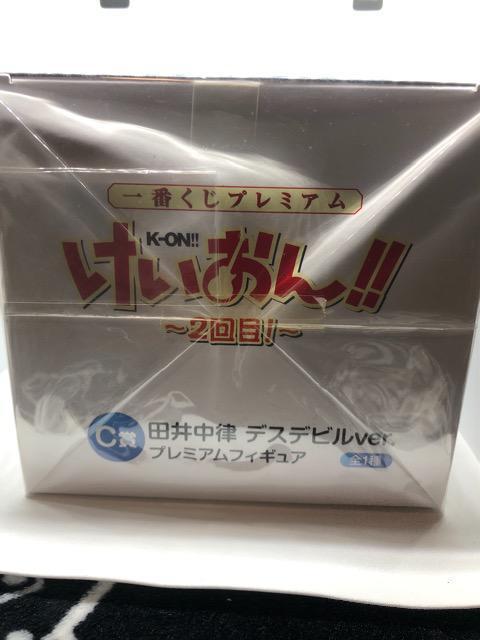 一番くじプレミアム
K-ON!!
けいおん!!
～2回目!～
C賞 田井中律 デスデビルver.
プレミアムフィギュア
全1種